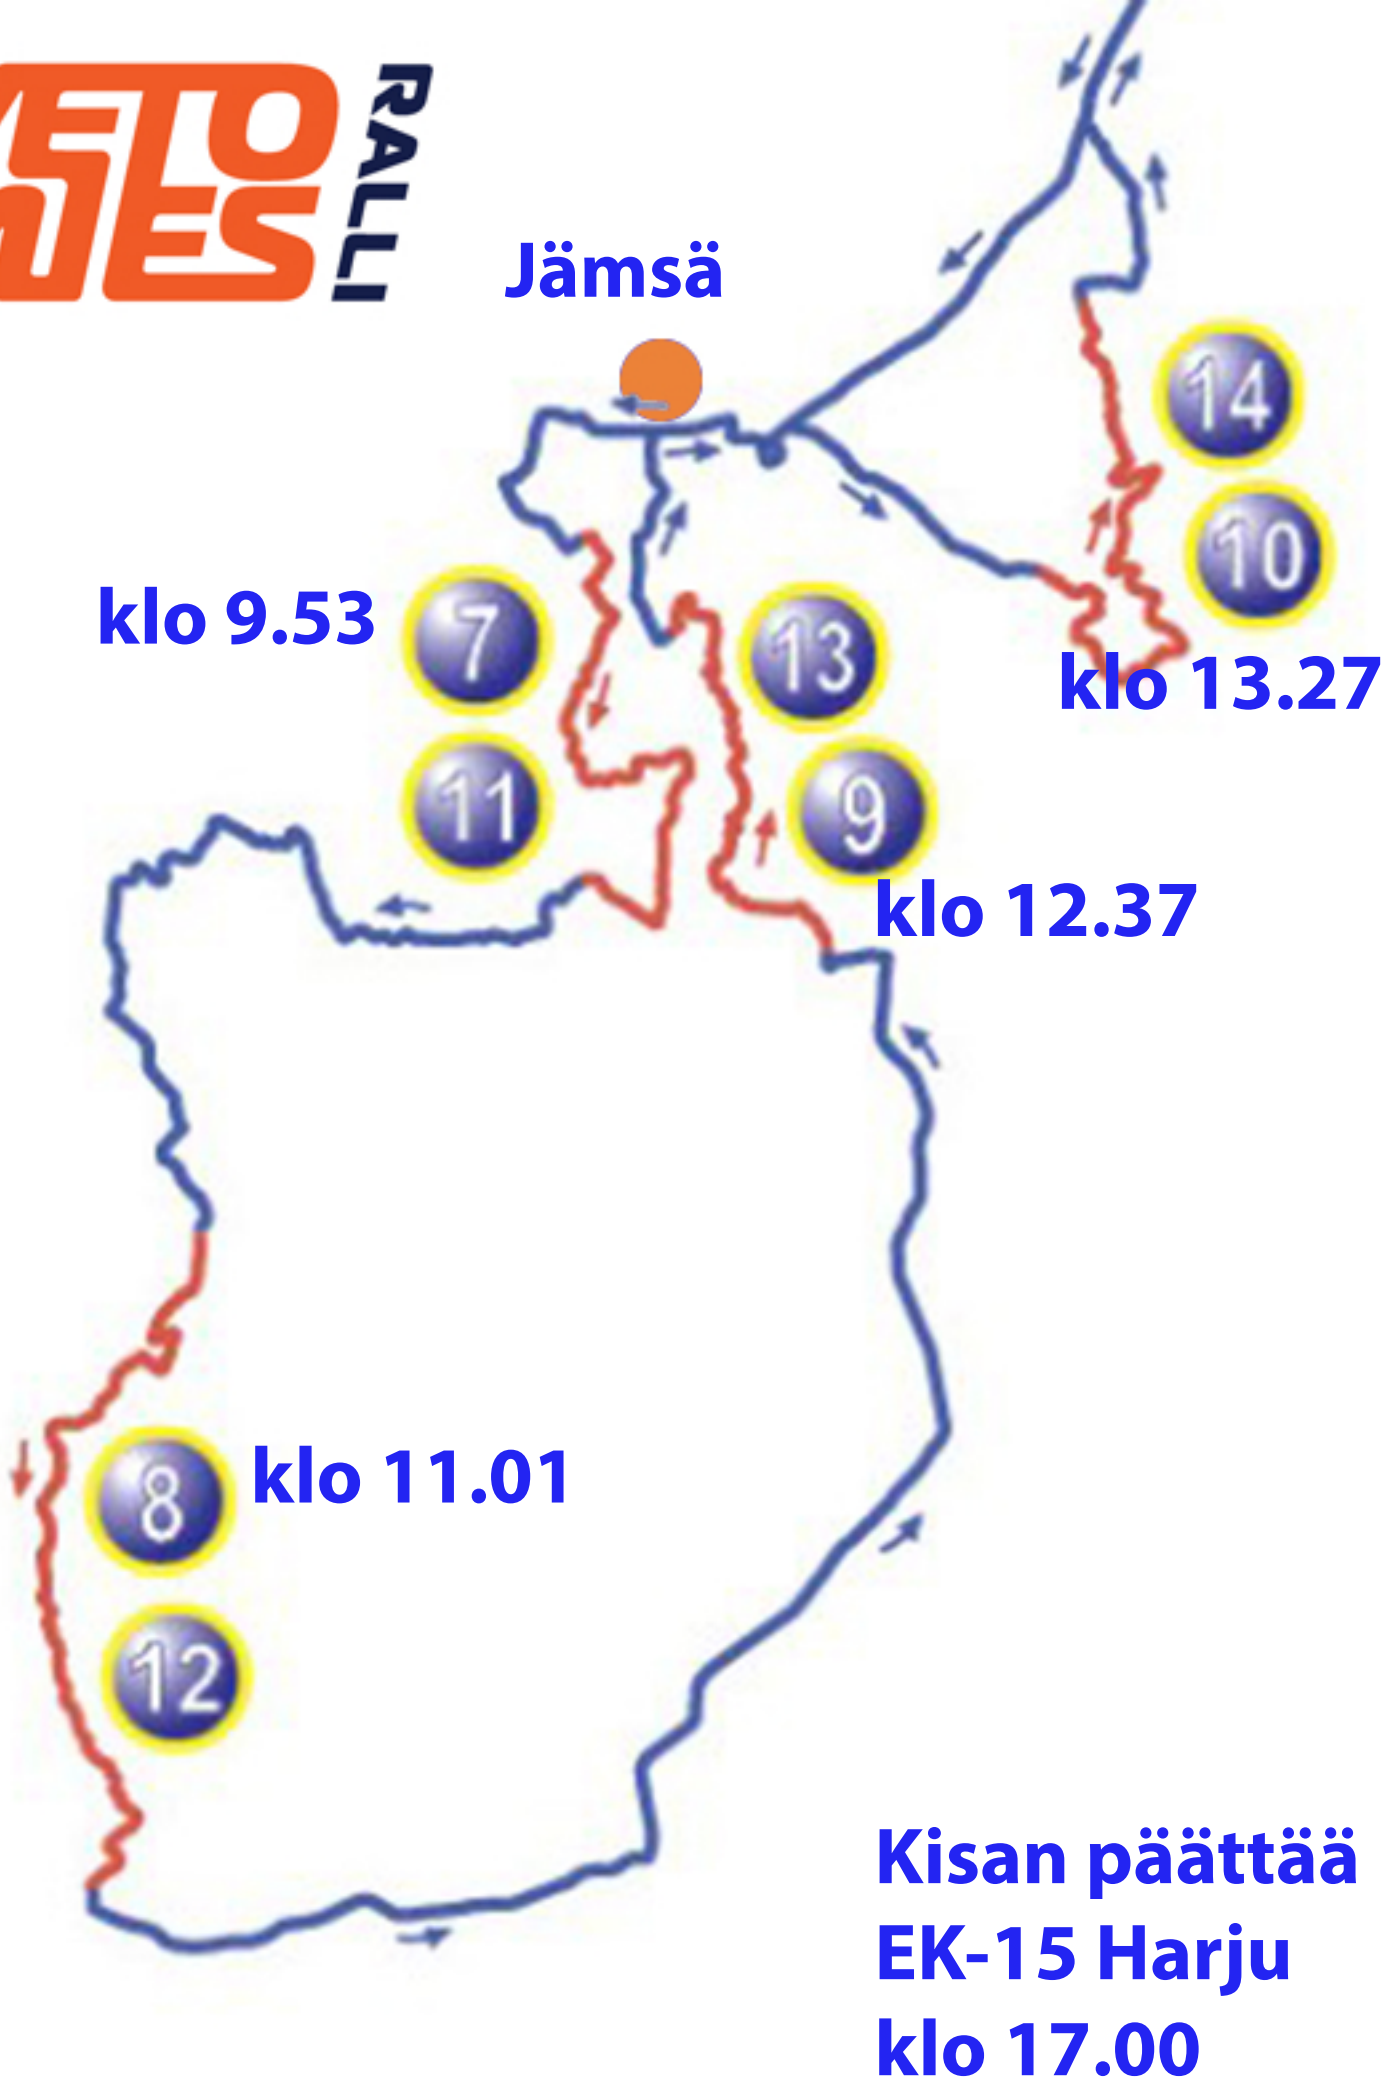 RALLI
Jämsä
14
10
klo 13.27
klo 9.53
7
11
13
9
klo 12.37
8
klo 11.01
12
Kisan päättää
EK-15 Harju
klo 17.00